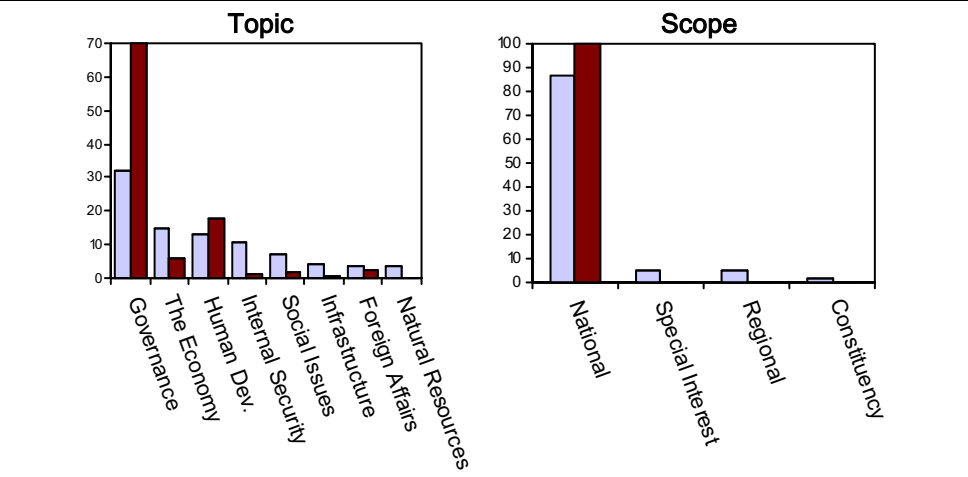 Topic
70
60
50
40
30
20
10
0
Governance
The Economy
Human Dev.
Internal Security
Social Issues
Infrastructure
Foreign Affairs
Natural Resources
Scope
100
90
80
70
60
50
40
30
20
10
0
National
Special Interest
Regional
Constituency